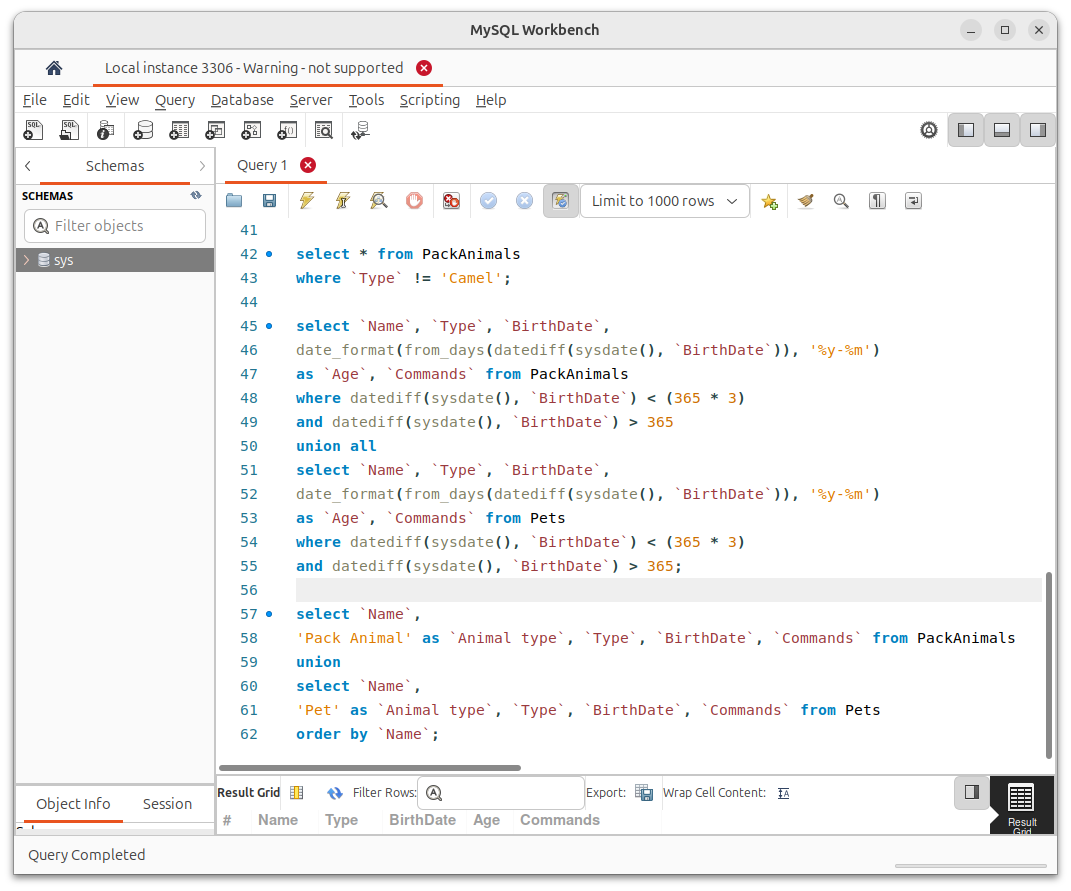 MySQL Workbench
Local instance 3306 - Warning - not supported
File Edit View Query Database Server Tools Scripting Help
Schemas
Query 1
SCHEMAS
Filter objects
sys
Limit to 1000 rows
41
42 select * from PackAnimals
43 where `Type` != 'Camel';
44
45 select `Name`, `Type`, `BirthDate`,
46 date_format(from_days(datediff(sysdate(), `BirthDate`)), '%y-%m')
47 as `Age`, `Commands` from PackAnimals
48 where datediff(sysdate(), `BirthDate`) < (365 * 3)
49 and datediff(sysdate(), `BirthDate`) > 365
50 union all
51 select `Name`, `Type`, `BirthDate`,
52 date_format(from_days(datediff(sysdate(), `BirthDate`)), '%y-%m')
53 as `Age`, `Commands` from Pets
54 where datediff(sysdate(), `BirthDate`) < (365 * 3)
55 and datediff(sysdate(), `BirthDate`) > 365;
56
57 select `Name`,
58 'Pack Animal' as `Animal type`, `Type`, `BirthDate`, `Commands` from PackAnimals
59 union
60 select `Name`,
61 'Pet' as `Animal type`, `Type`, `BirthDate`, `Commands` from Pets
62 order by `Name`;
Result Grid Filter Rows: Export: Wrap Cell Content:
# Name Type BirthDate Age Commands
Result
Grid
Object Info Session
Query Completed